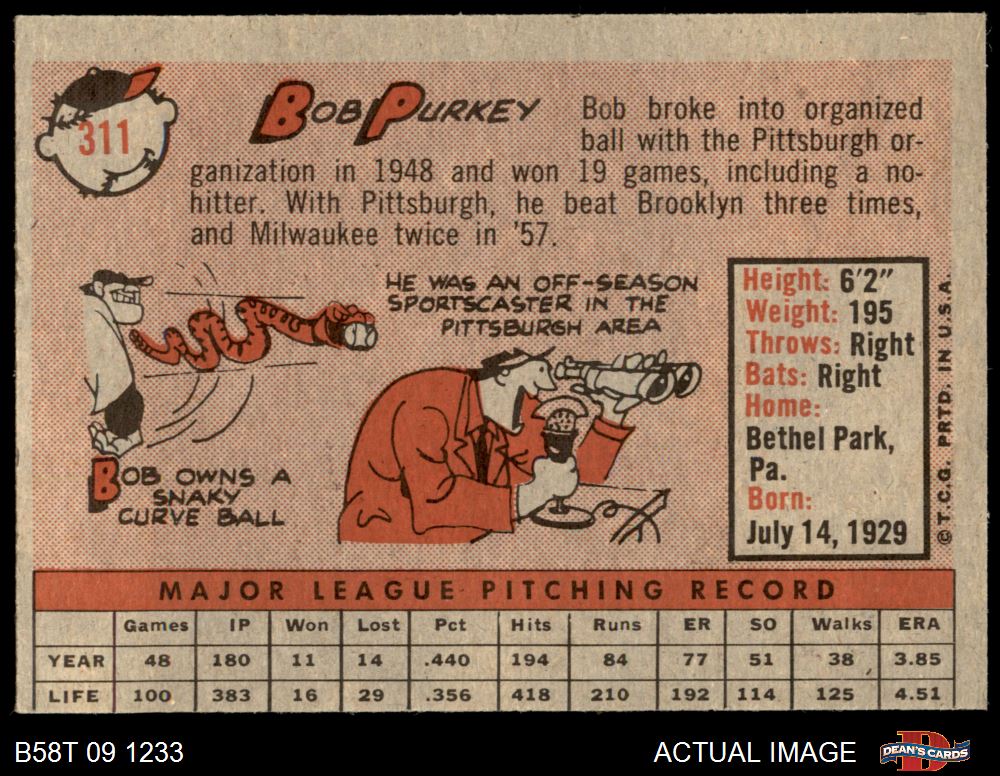 311
BOB PURKEY
Bob broke into organized
ball with the Pittsburgh or-
ganization in 1948 and won 19 games, including a no-
hitter. With Pittsburgh, he beat Brooklyn three times,
and Milwaukee twice in '57.
HE WAS AN OFF-SEASON
SPORTSCASTER IN THE
PITTSBURGH AREA
BOB OWNS A
SNAKY
CURVE BALL
Height: 6'2"
Weight: 195
Throws: Right
Bats: Right
Home:
Bethel Park,
Pa.
Born:
July 14, 1929
©T.C.G. PRTD. IN U.S.A.
MAJOR LEAGUE PITCHING RECORD
Games IP Won Lost Pct Hits Runs ER SO Walks ERA
YEAR 48 180 11 14 .440 194 84 77 51 38 3.85
LIFE 100 383 16 29 .356 418 210 192 114 125 4.51
B58T 09 1233
ACTUAL IMAGE
DEAN'S CARDS